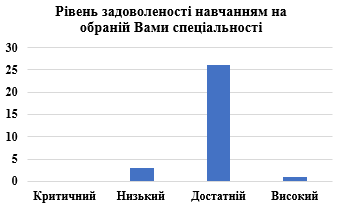 Рівень задоволеності навчанням на
обраній Вами спеціальності
30
25
20
15
10
5
0
Критичний Низький Достатній Високий